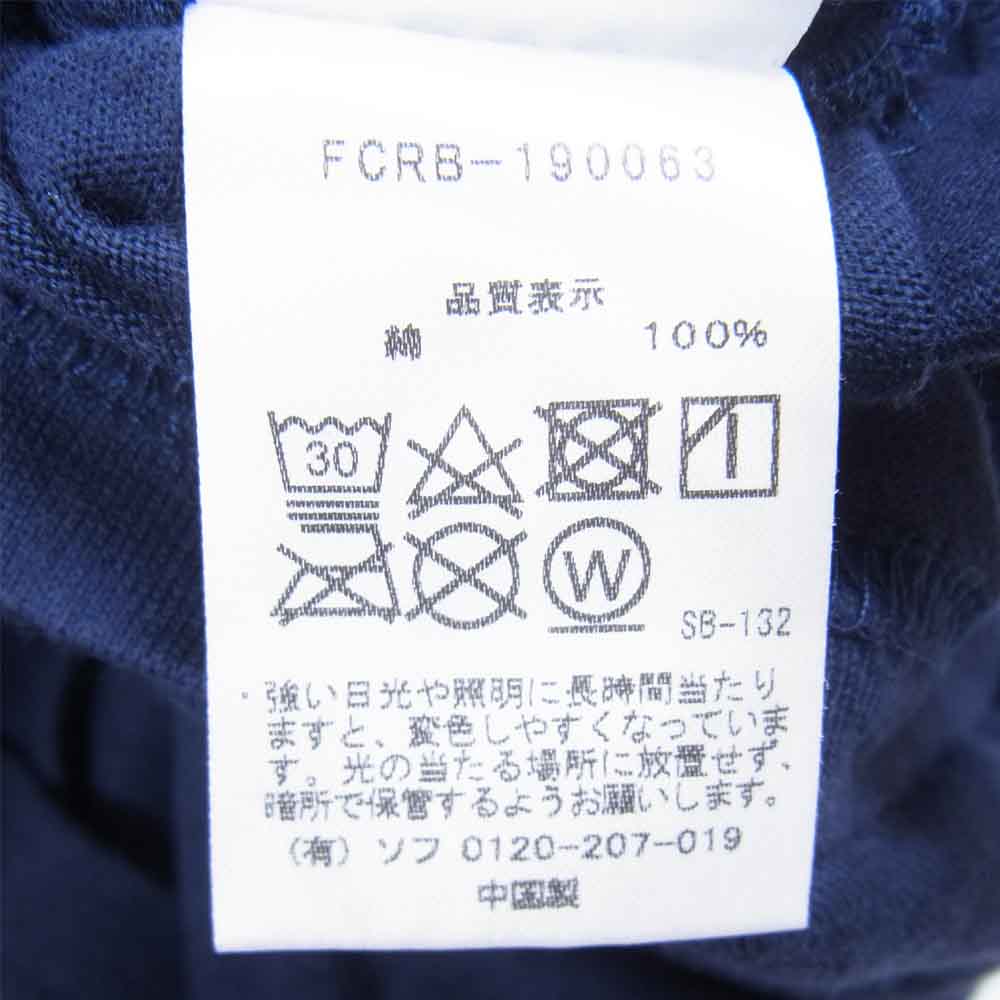 FCRB-190063
品質表示
綿 100%
30
W SB-132
・強い日光や照明に長時間当たり
ますと、変色しやすくなっていま
す。光の当たる場所に放置せず、
暗所で保管するようお願いします。
(有) ソフ 0120-207-019
中国製